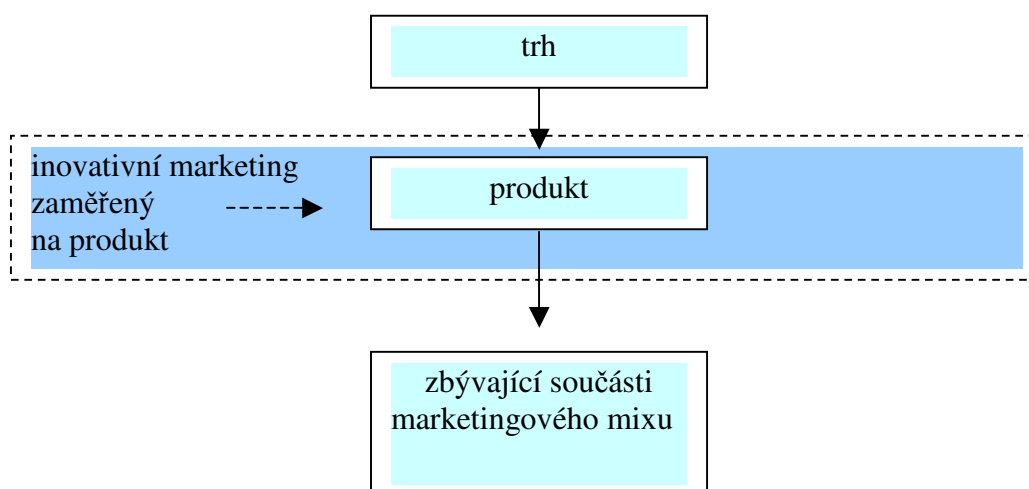 trh
inovativní marketing
zaměřený
na produkt
produkt
zbývající součásti
marketingového mixu